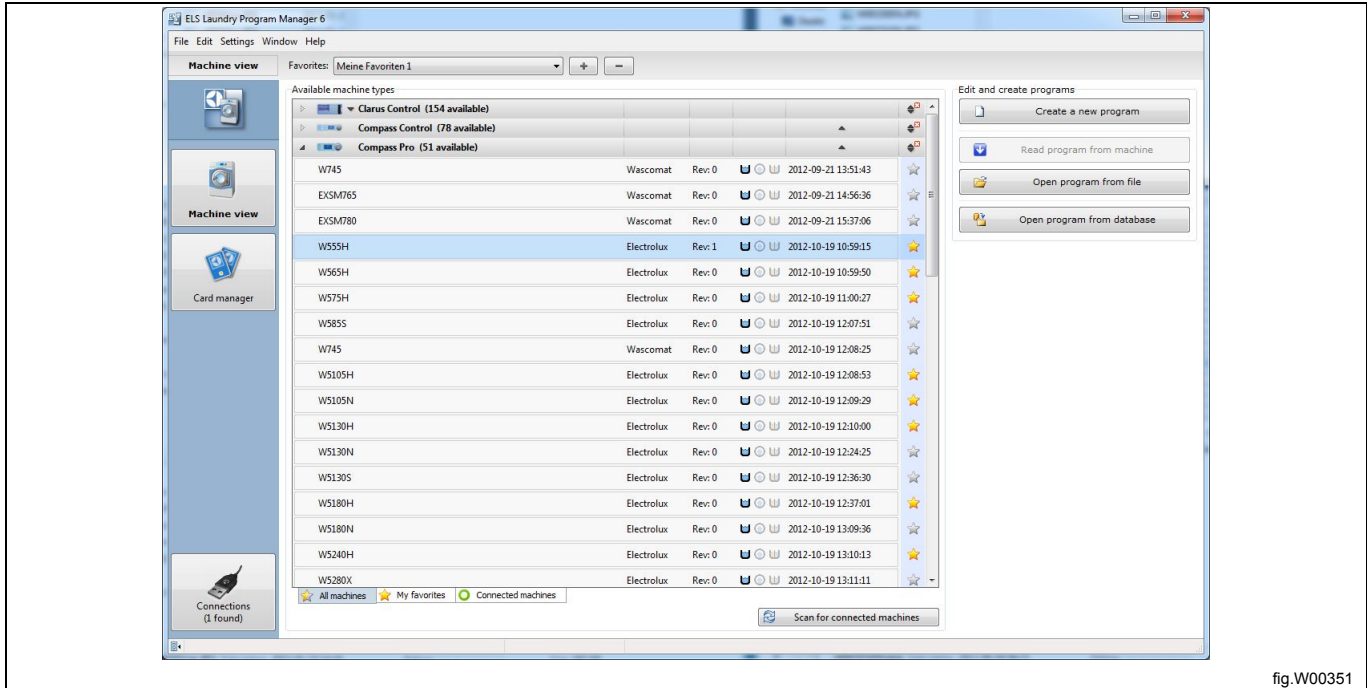 ELS Laundry Program Manager 6
File Edit Settings Window Help
Machine view
Favorites: Meine Favoriten 1
Available machine types
Clarus Control (154 available)
Compass Control (78 available)
Compass Pro (51 available)
W745 Wascomat Rev: 0 2012-09-21 13:51:43
EXSM765 Wascomat Rev: 0 2012-09-21 14:56:36
EXSM780 Wascomat Rev: 0 2012-09-21 15:37:06
W555H Electrolux Rev: 1 2012-10-19 10:59:15
W565H Electrolux Rev: 0 2012-10-19 10:59:50
W575H Electrolux Rev: 0 2012-10-19 11:00:27
W585S Electrolux Rev: 0 2012-10-19 12:07:51
W745 Wascomat Rev: 0 2012-10-19 12:08:25
W5105H Electrolux Rev: 0 2012-10-19 12:08:53
W5105N Electrolux Rev: 0 2012-10-19 12:09:29
W5130H Electrolux Rev: 0 2012-10-19 12:10:00
W5130N Electrolux Rev: 0 2012-10-19 12:24:25
W5130S Electrolux Rev: 0 2012-10-19 12:36:30
W5180H Electrolux Rev: 0 2012-10-19 12:37:01
W5180N Electrolux Rev: 0 2012-10-19 13:09:36
W5240H Electrolux Rev: 0 2012-10-19 13:10:13
W5280X Electrolux Rev: 0 2012-10-19 13:11:11
All machines My favorites Connected machines
Scan for connected machines
Edit and create programs
Create a new program
Read program from machine
Open program from file
Open program from database
Machine view
Card manager
Connections
(1 found)
fig.W00351